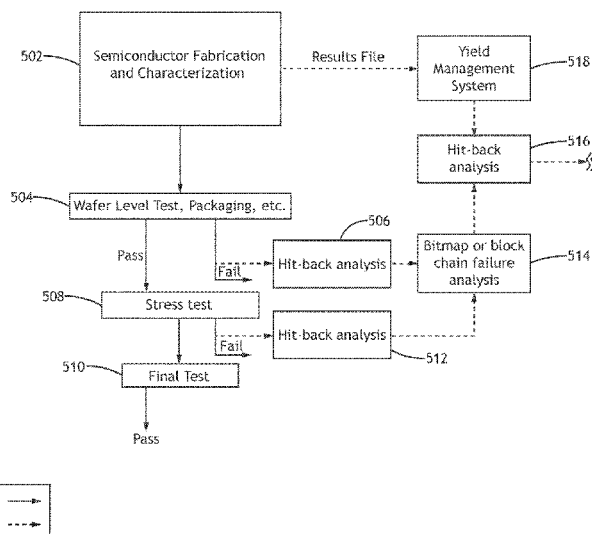 502
Semiconductor Fabrication
and Characterization
Results File
Yield
Management
System
518
Hit-back
analysis
516
504
Wafer Level Test, Packaging, etc.
506
Pass
Fail
Hit-back analysis
Bitmap or block
chain failure
analysis
514
508
Stress test
Fail
Hit-back analysis
512
510
Final Test
Pass